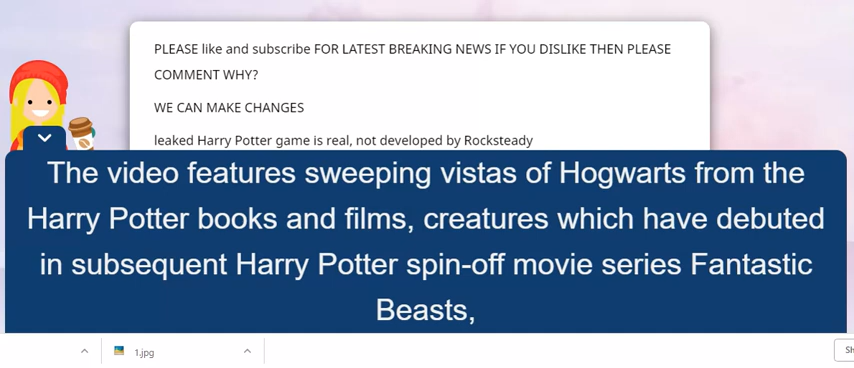 PLEASE like and subscribe FOR LATEST BREAKING NEWS IF YOU DISLIKE THEN PLEASE
COMMENT WHY?
WE CAN MAKE CHANGES
leaked Harry Potter game is real, not developed by Rocksteady
The video features sweeping vistas of Hogwarts from the
Harry Potter books and films, creatures which have debuted
in subsequent Harry Potter spin-off movie series Fantastic
Beasts,
1.jpg